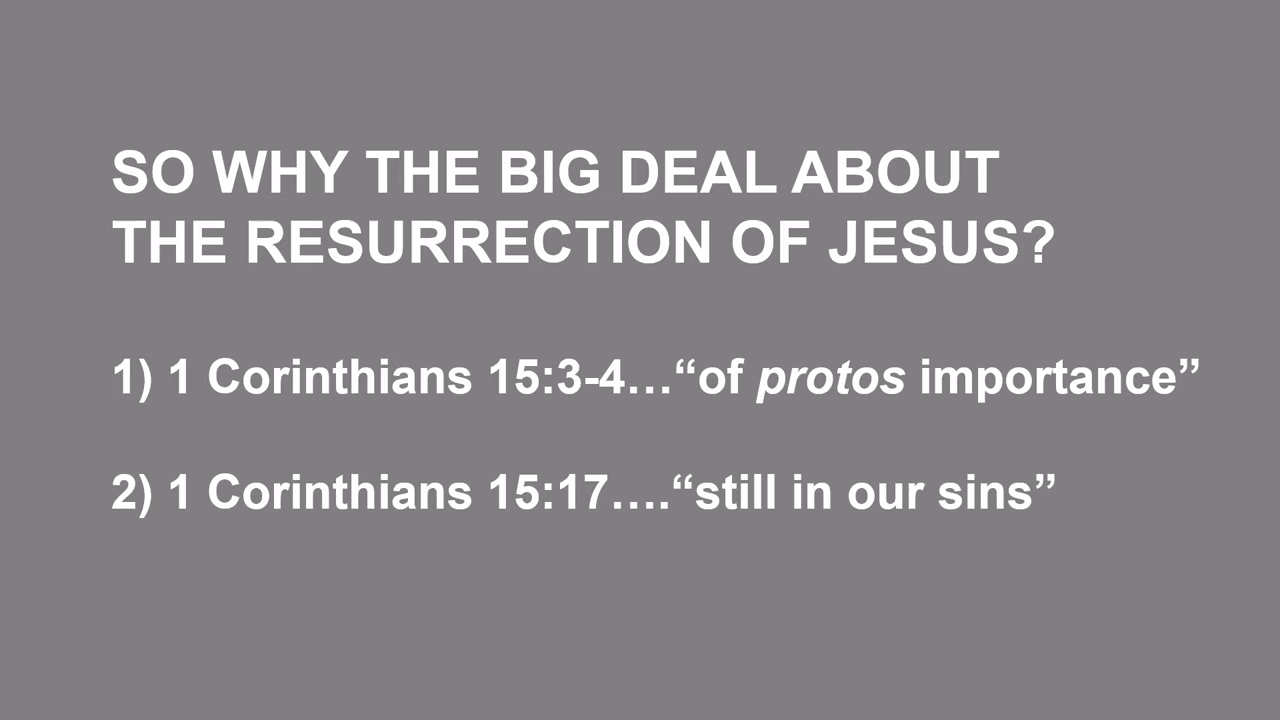 SO WHY THE BIG DEAL ABOUT
THE RESURRECTION OF JESUS?
1) 1 Corinthians 15:3-4…“of protos importance”
2) 1 Corinthians 15:17….“still in our sins”